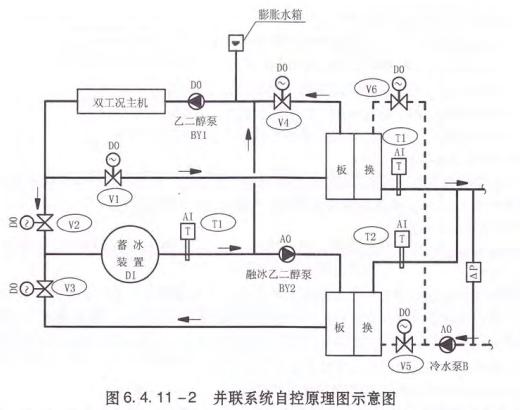 膨胀水箱
DO
DO
双工况主机
DO
V6
乙二醇泵
BY1
V4
T1
AI
T
DO
板 换
V1
DO
V2
AI
T
T1
蓄冰
装置
DI
AO
T2
AI
T
DO
V3
融冰乙二醇泵
BY2
ΔP
板 换
DO
AO
V5
冷水泵B
图6.4.11-2 并联系统自控原理图示意图